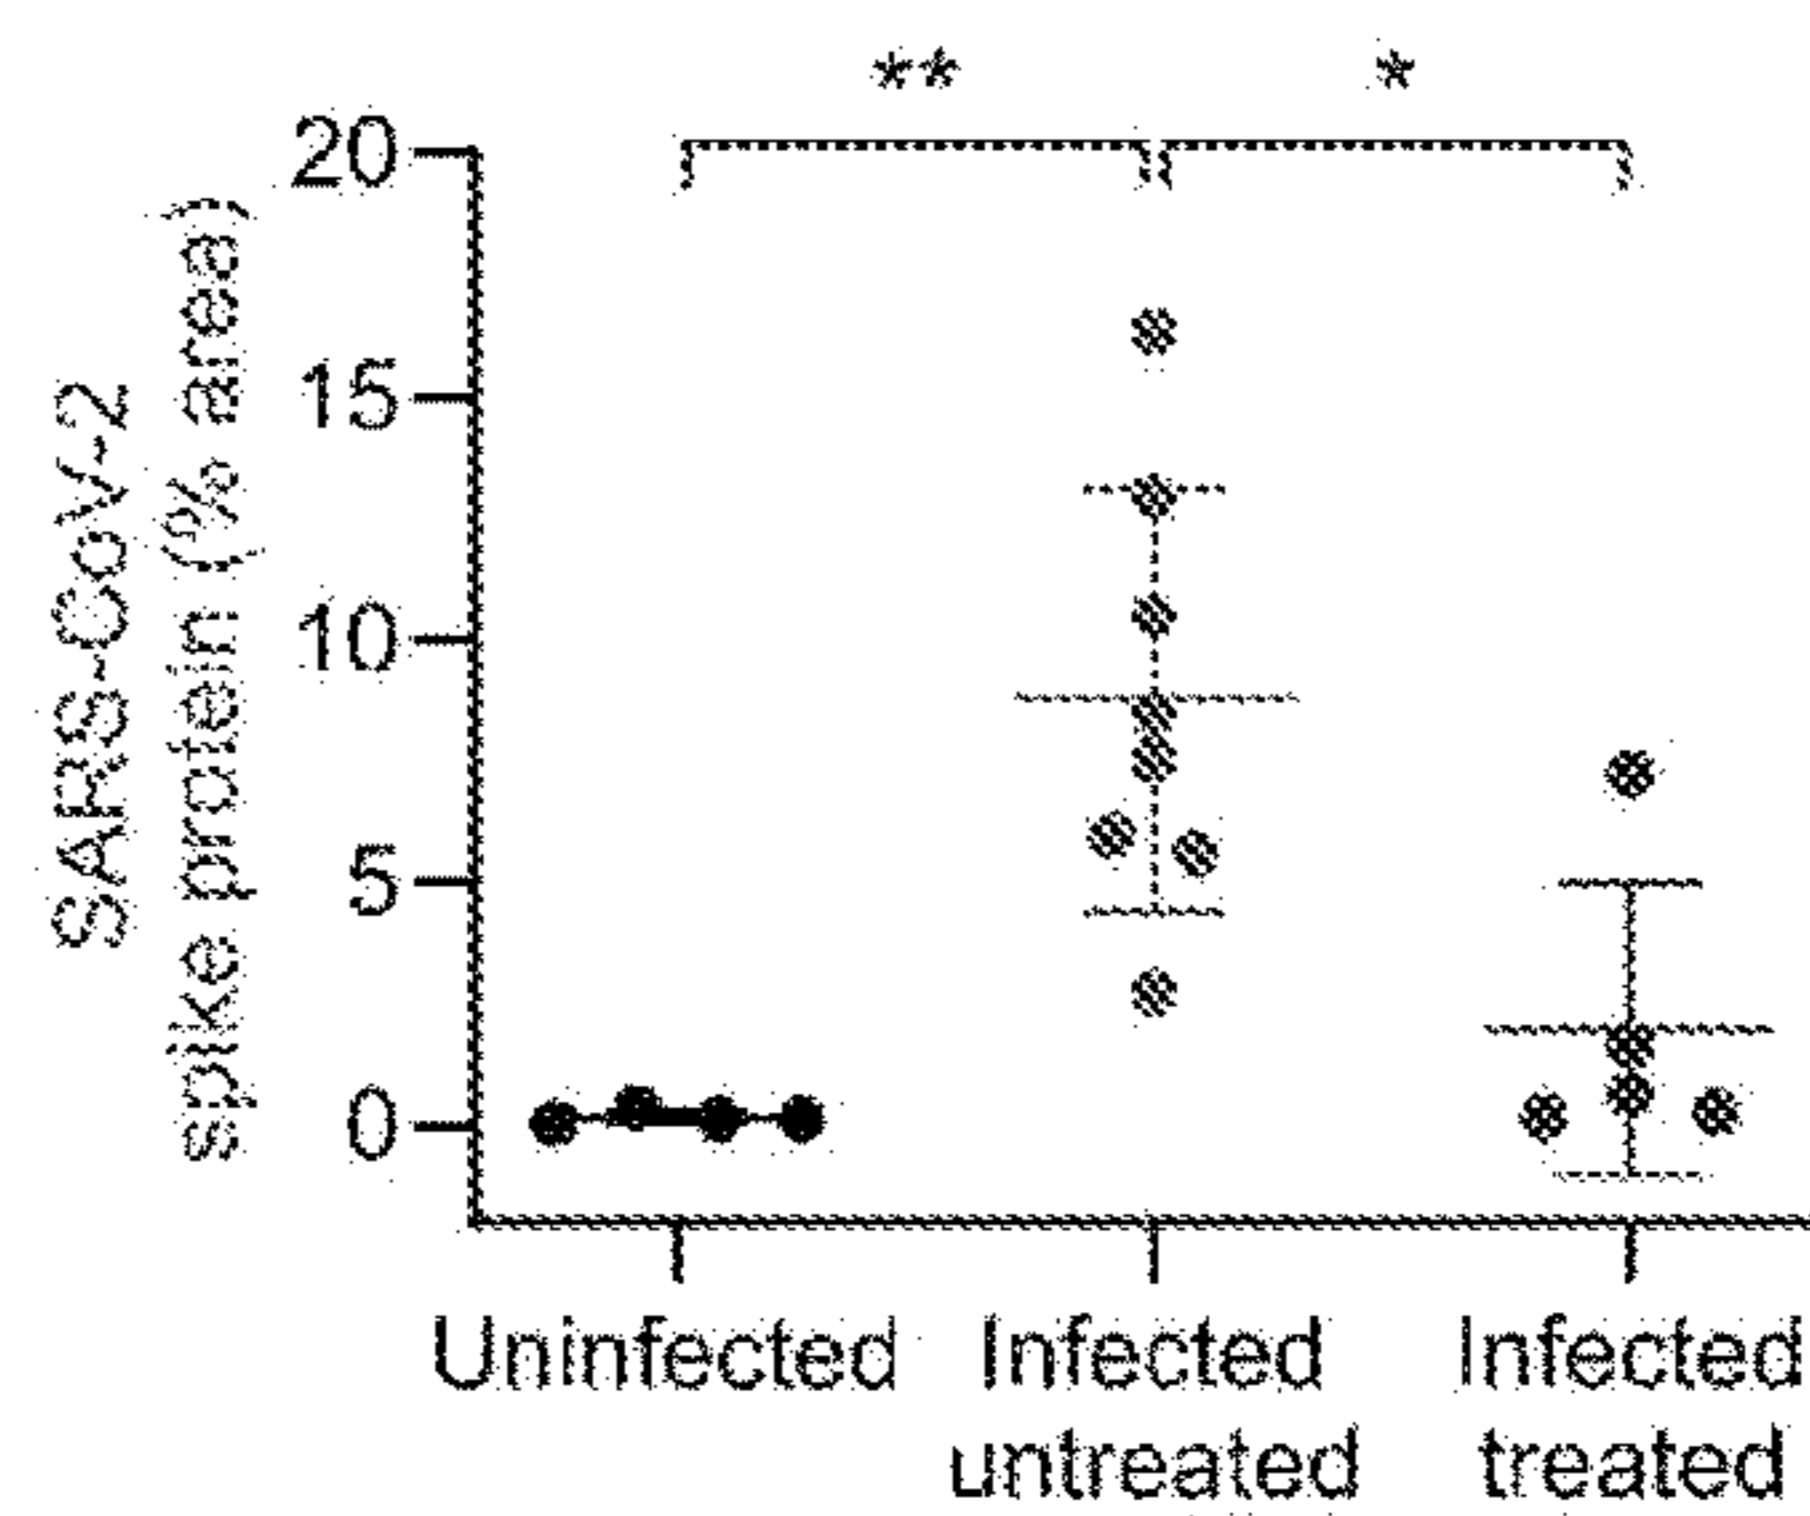 ** *
SARS-CoV-2
spike protein (% area)
20
15
10
5
0
Uninfected Infected Infected
untreated treated